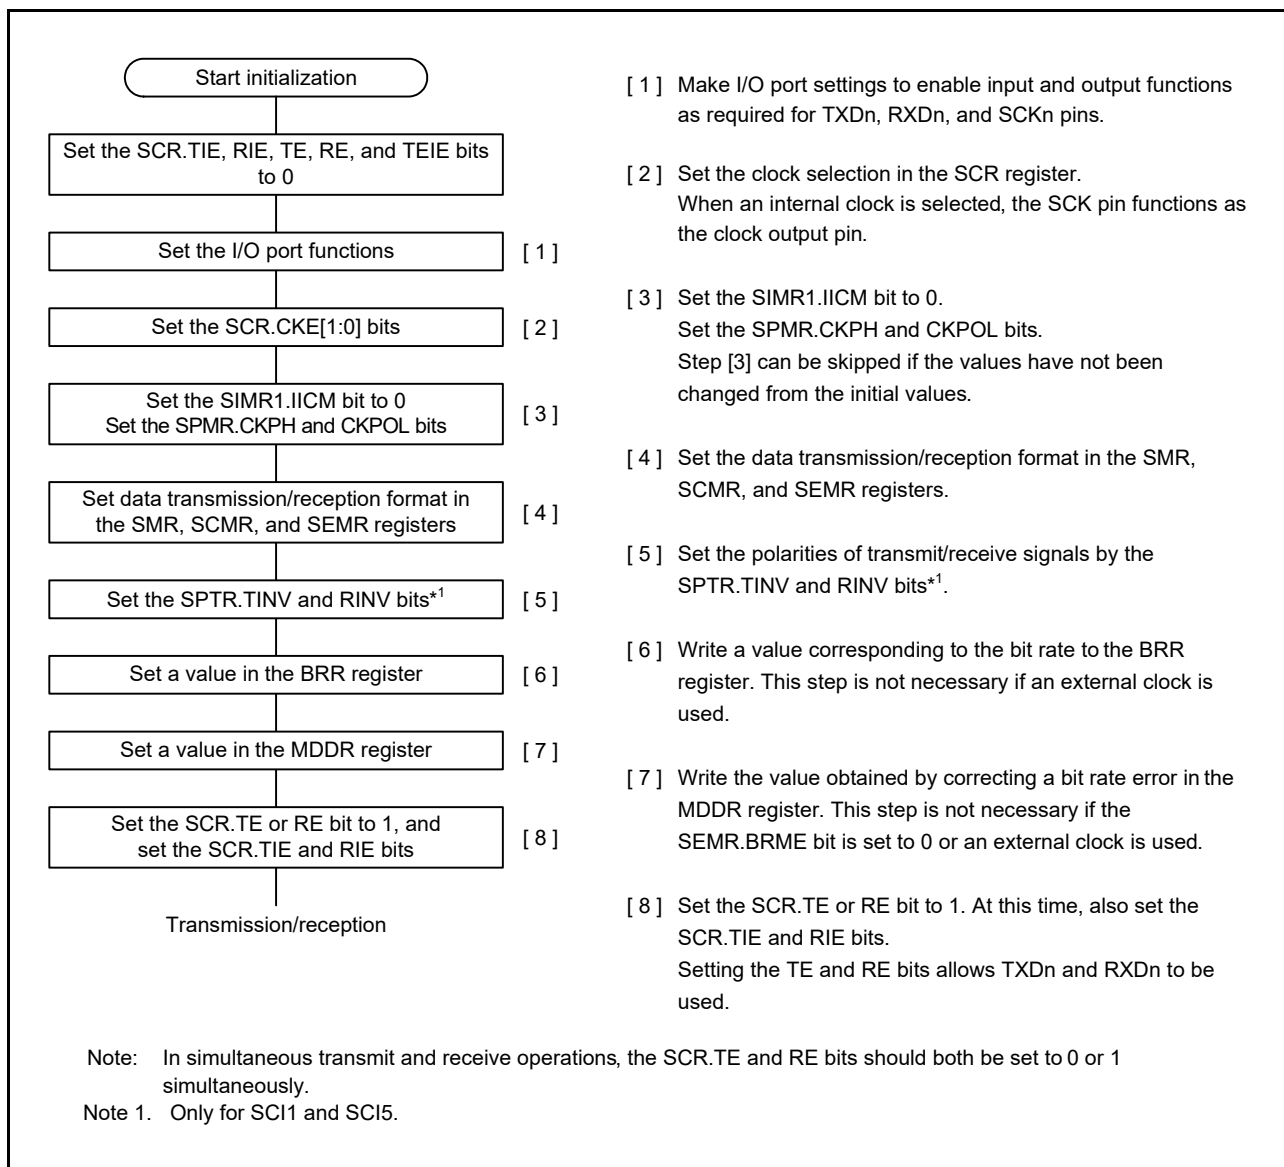 Start initialization
Set the SCR.TIE, RIE, TE, RE, and TEIE bits
to 0
Set the I/O port functions
[ 1 ]
Set the SCR.CKE[1:0] bits
[ 2 ]
Set the SIMR1.IICM bit to 0
Set the SPMR.CKPH and CKPOL bits
[ 3 ]
Set data transmission/reception format in
the SMR, SCMR, and SEMR registers
[ 4 ]
Set the SPTR.TINV and RINV bits*1
[ 5 ]
Set a value in the BRR register
[ 6 ]
Set a value in the MDDR register
[ 7 ]
Set the SCR.TE or RE bit to 1, and
set the SCR.TIE and RIE bits
[ 8 ]
Transmission/reception
[ 1 ] Make I/O port settings to enable input and output functions
as required for TXDn, RXDn, and SCKn pins.
[ 2 ] Set the clock selection in the SCR register.
When an internal clock is selected, the SCK pin functions as
the clock output pin.
[ 3 ] Set the SIMR1.IICM bit to 0.
Set the SPMR.CKPH and CKPOL bits.
Step [3] can be skipped if the values have not been
changed from the initial values.
[ 4 ] Set the data transmission/reception format in the SMR,
SCMR, and SEMR registers.
[ 5 ] Set the polarities of transmit/receive signals by the
SPTR.TINV and RINV bits*1.
[ 6 ] Write a value corresponding to the bit rate to the BRR
register. This step is not necessary if an external clock is
used.
[ 7 ] Write the value obtained by correcting a bit rate error in the
MDDR register. This step is not necessary if the
SEMR.BRME bit is set to 0 or an external clock is used.
[ 8 ] Set the SCR.TE or RE bit to 1. At this time, also set the
SCR.TIE and RIE bits.
Setting the TE and RE bits allows TXDn and RXDn to be
used.
Note: In simultaneous transmit and receive operations, the SCR.TE and RE bits should both be set to 0 or 1
simultaneously.
Note 1. Only for SCI1 and SCI5.